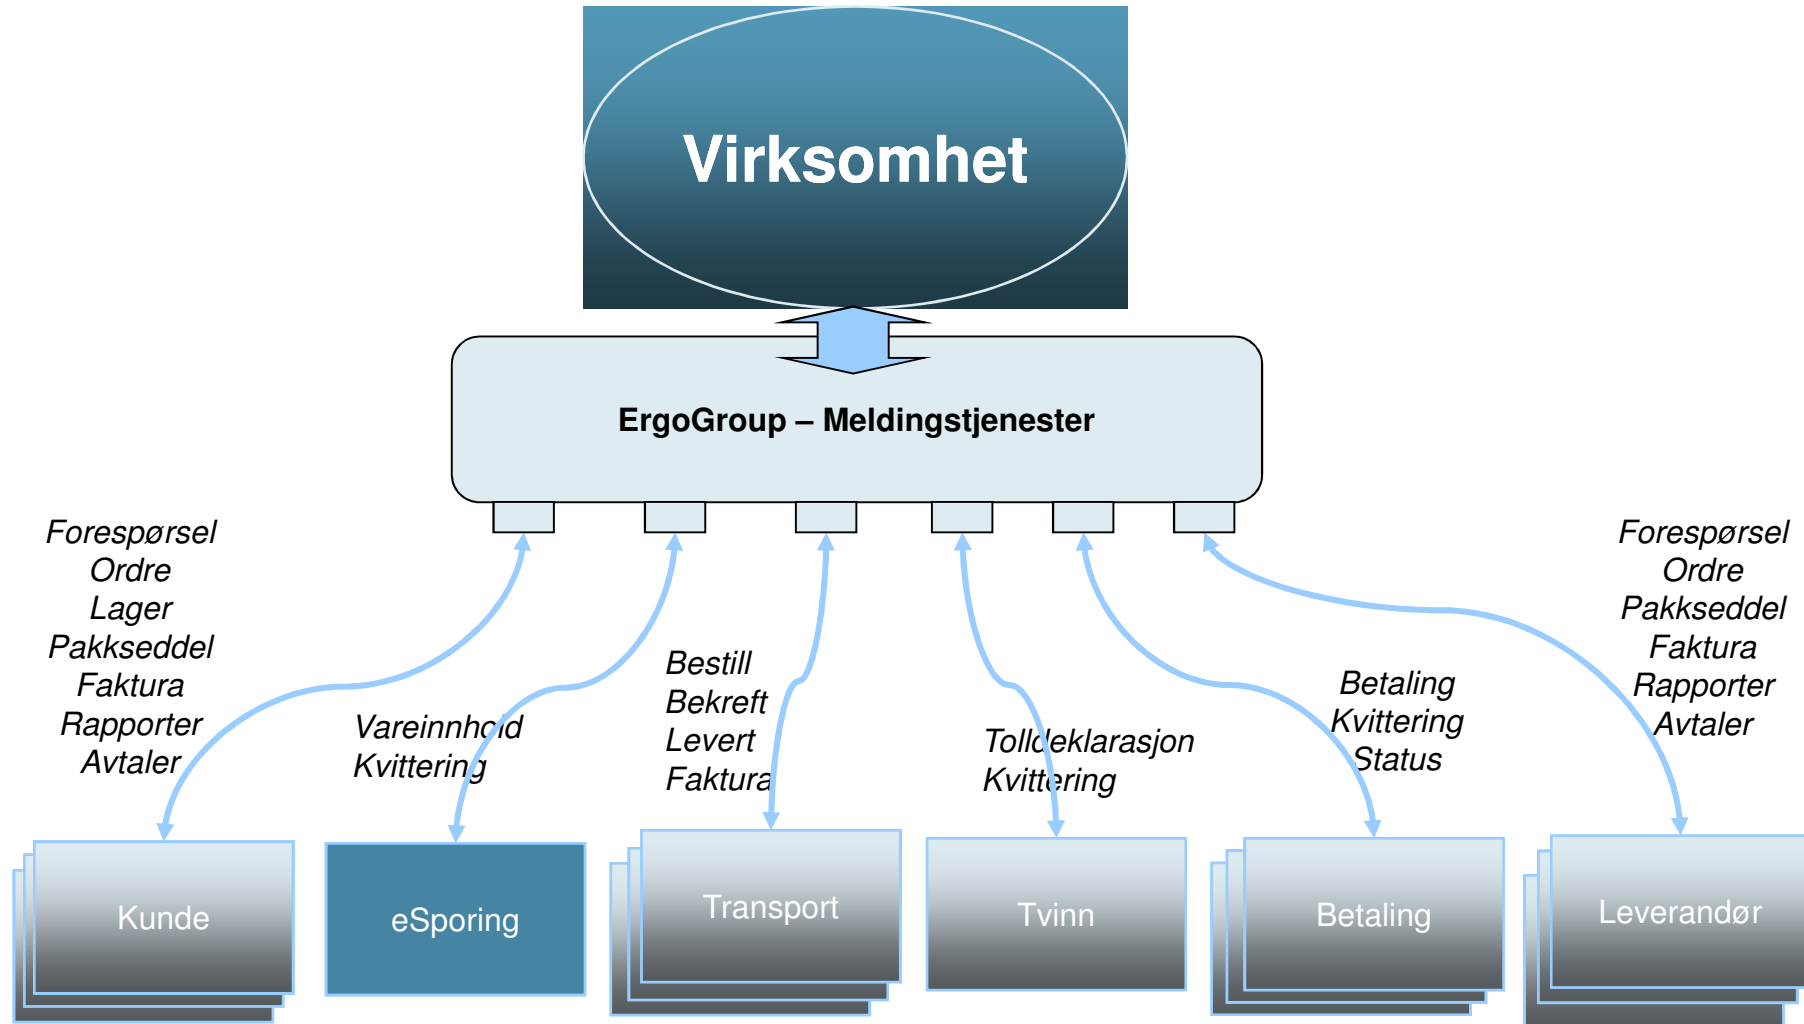 Virksomhet
ErgoGroup – Meldingstjenester
Forespørsel
Ordre
Lager
Pakkseddel
Faktura
Rapporter
Avtaler
Vareinnhold
Kvittering
Bestill
Bekreft
Levert
Faktura
Tolldeklarasjon
Kvittering
Betaling
Kvittering
Status
Forespørsel
Ordre
Pakkseddel
Faktura
Rapporter
Avtaler
Kunde
eSporing
Transport
Tvinn
Betaling
Leverandør